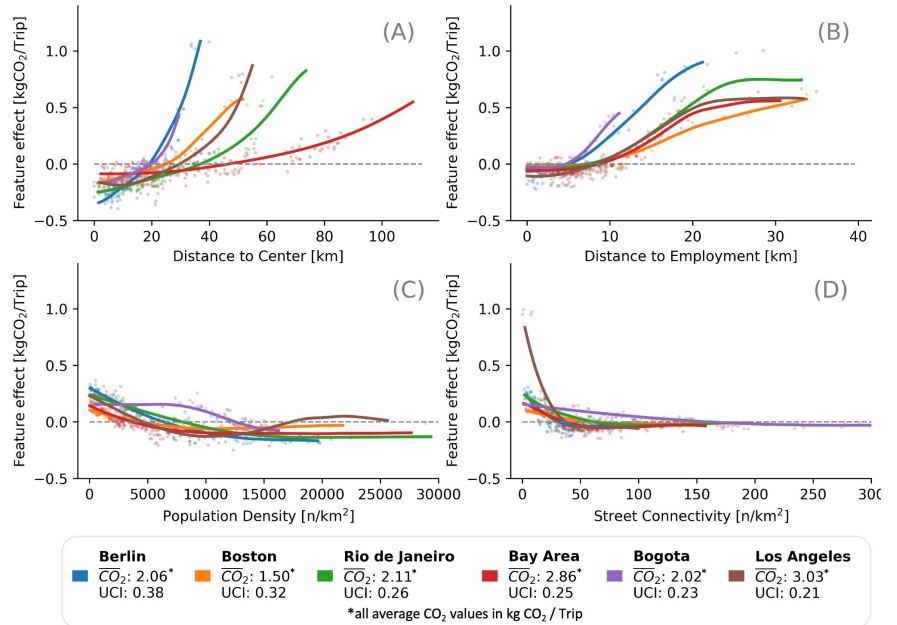 (A)
Feature effect [kgCO₂/Trip]
1.0
0.5
0.0
−0.5
0 20 40 60 80 100
Distance to Center [km]
(B)
Feature effect [kgCO₂/Trip]
1.0
0.5
0.0
−0.5
0 10 20 30 40
Distance to Employment [km]
(C)
Feature effect [kgCO₂/Trip]
1.0
0.5
0.0
−0.5
0 5000 10000 15000 20000 25000 30000
Population Density [n/km²]
(D)
Feature effect [kgCO₂/Trip]
1.0
0.5
0.0
−0.5
0 50 100 150 200 250 300
Street Connectivity [n/km²]
Berlin
CO₂: 2.06*
UCI: 0.38
Boston
CO₂: 1.50*
UCI: 0.32
Rio de Janeiro
CO₂: 2.11*
UCI: 0.26
Bay Area
CO₂: 2.86*
UCI: 0.25
Bogota
CO₂: 2.02*
UCI: 0.23
Los Angeles
CO₂: 3.03*
UCI: 0.21
*all average CO₂ values in kg CO₂ / Trip